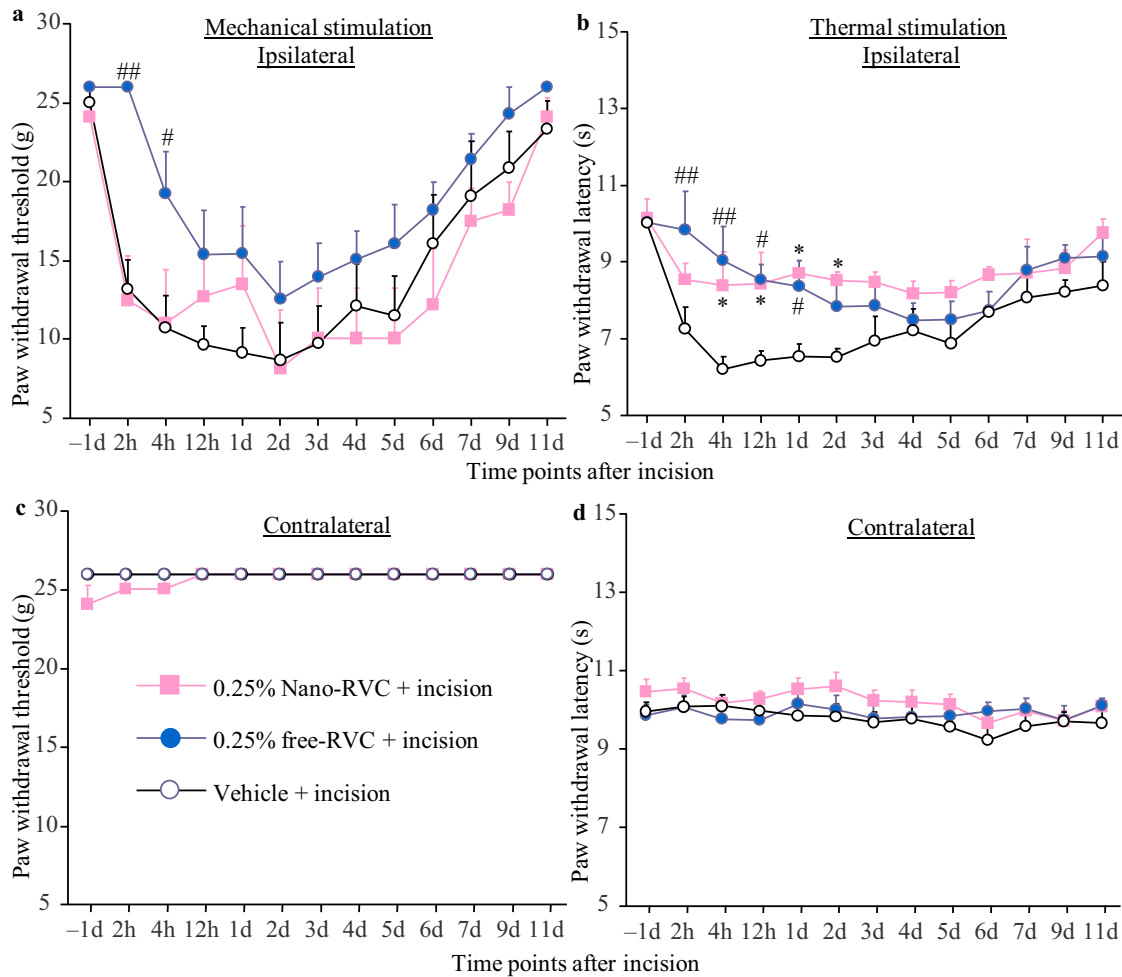 a
Mechanical stimulation
Ipsilateral
Paw withdrawal threshold (g)
30
25
20
15
10
5
##
#
–1d 2h 4h 12h 1d 2d 3d 4d 5d 6d 7d 9d 11d
b
Thermal stimulation
Ipsilateral
Paw withdrawal latency (s)
15
13
11
9
7
5
##
##
#
*
*
*
*
#
–1d 2h 4h 12h 1d 2d 3d 4d 5d 6d 7d 9d 11d
Time points after incision
c
Contralateral
Paw withdrawal threshold (g)
30
25
20
15
10
5
0.25% Nano-RVC + incision
0.25% free-RVC + incision
Vehicle + incision
–1d 2h 4h 12h 1d 2d 3d 4d 5d 6d 7d 9d 11d
d
Contralateral
Paw withdrawal latency (s)
15
13
11
9
7
5
–1d 2h 4h 12h 1d 2d 3d 4d 5d 6d 7d 9d 11d
Time points after incision